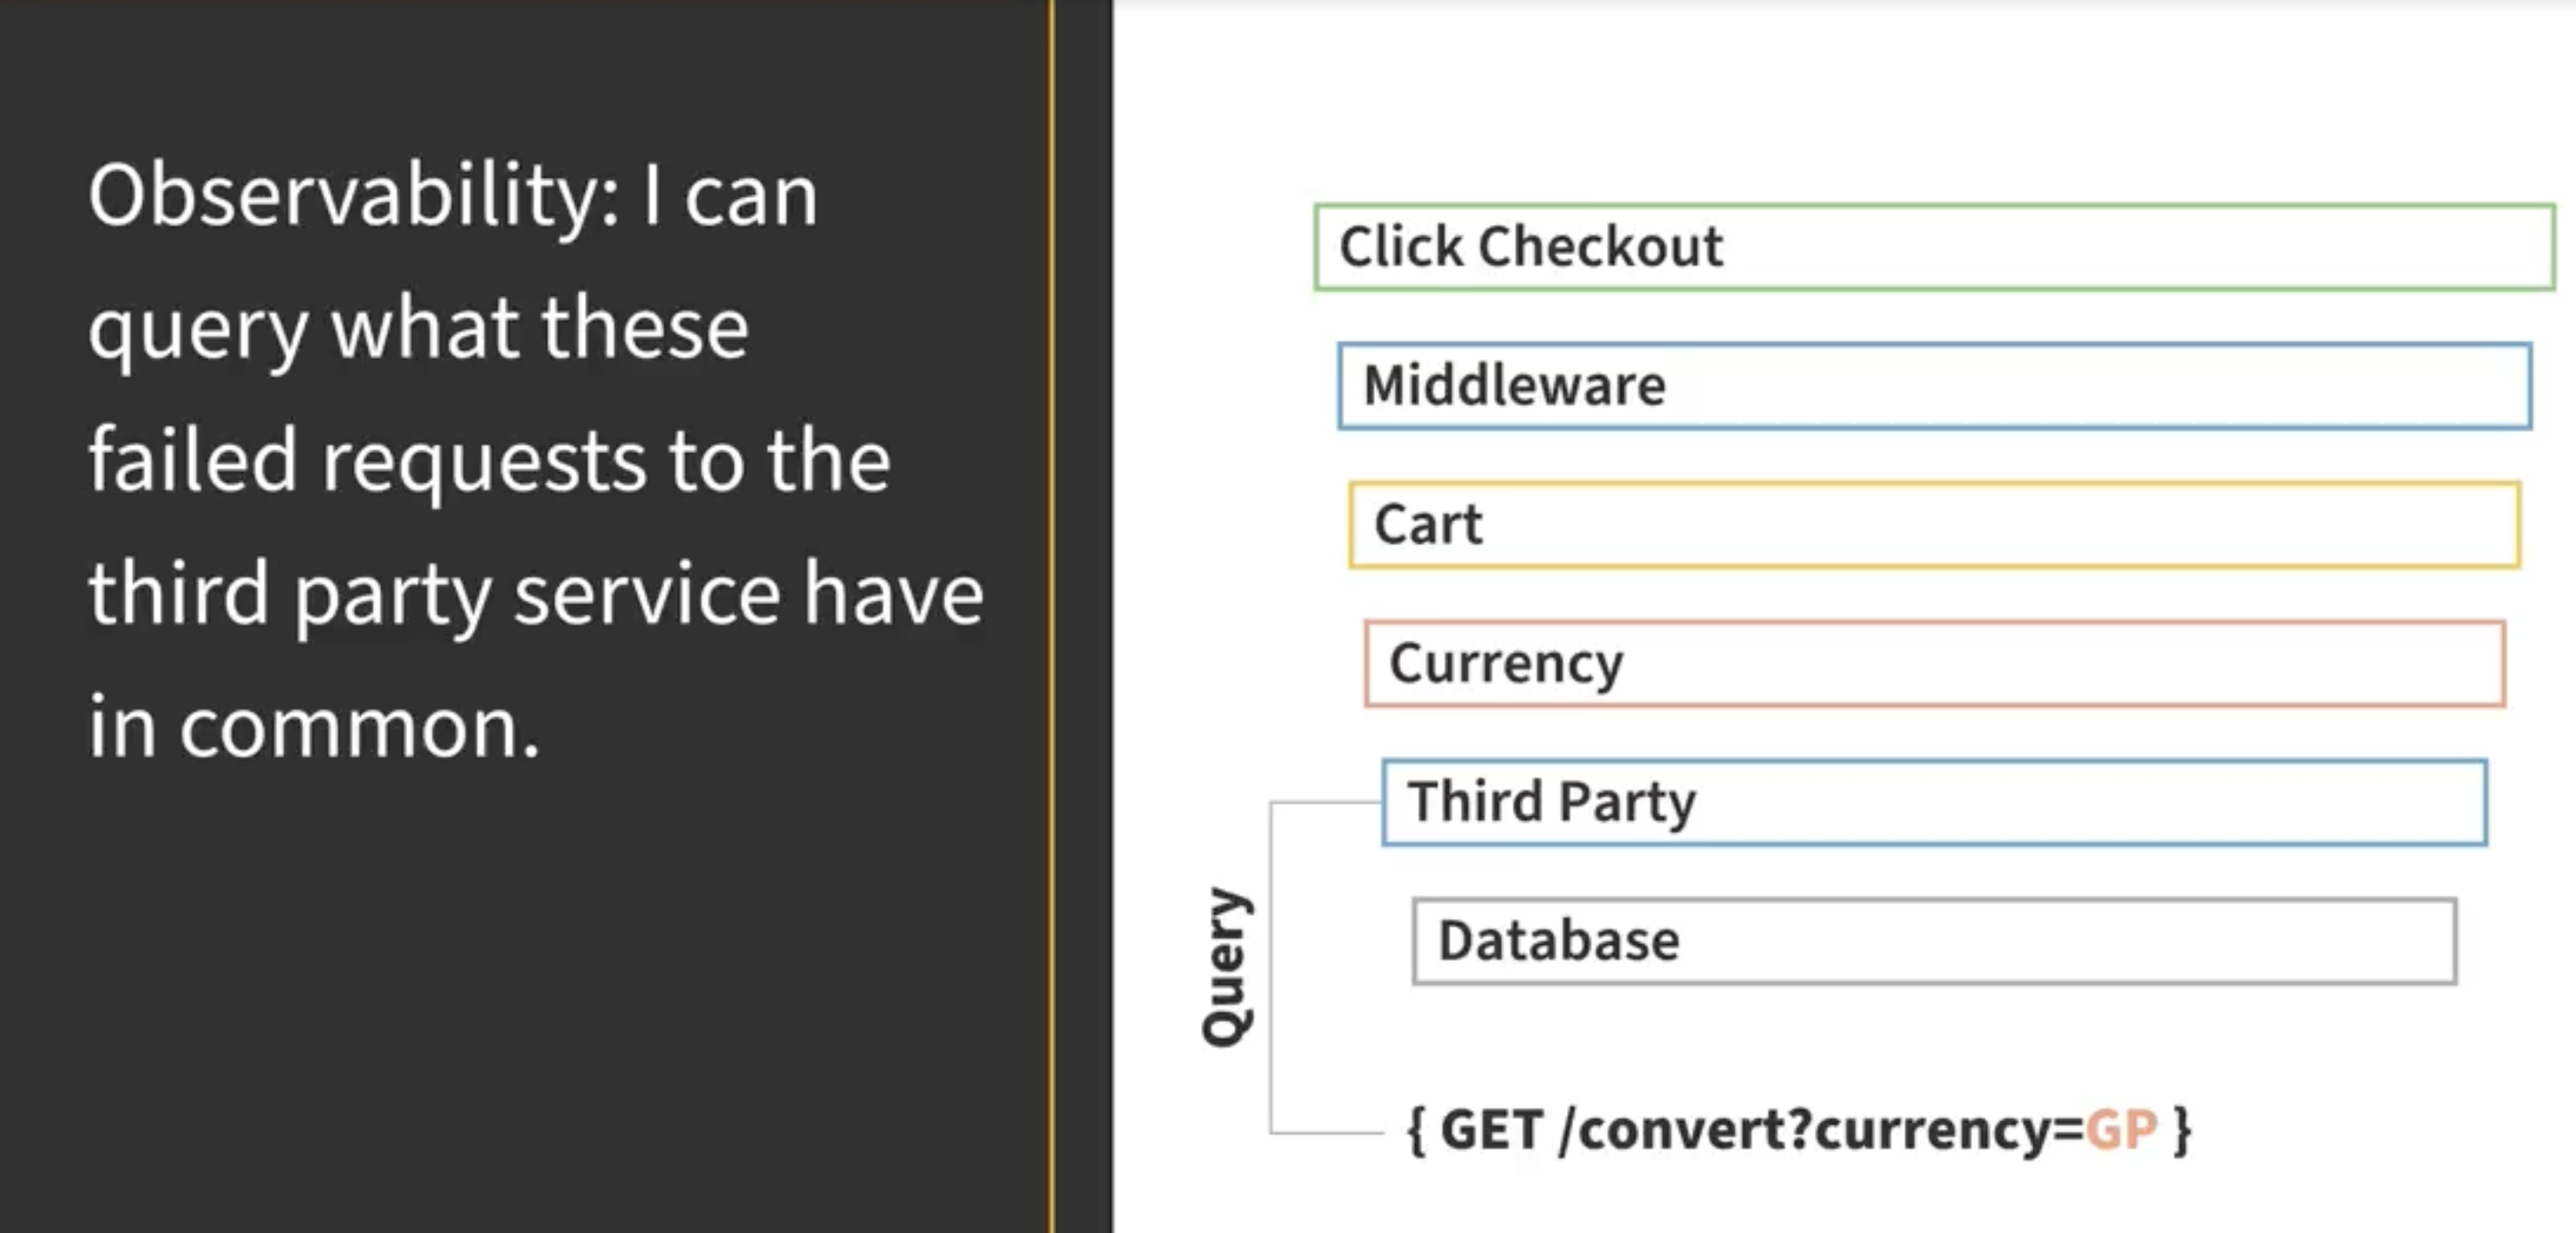 Observability: I can
query what these
failed requests to the
third party service have
in common.
Click Checkout
Middleware
Cart
Currency
Third Party
Database
Query
{ GET /convert?currency=GP }